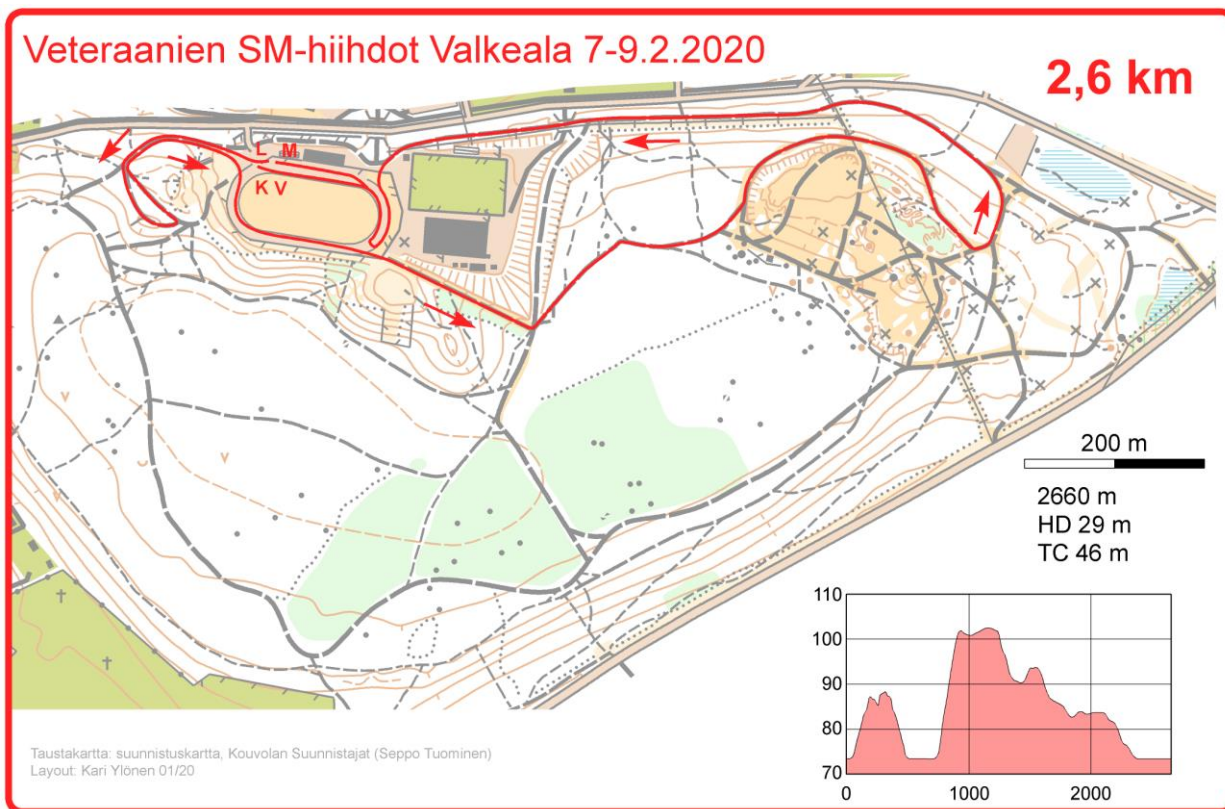 Veteraanien SM-hiihdot Valkeala 7-9.2.2020
2,6 km
L M
K V
200 m
2660 m
HD 29 m
TC 46 m
110
100
90
80
70
0 1000 2000
Taustakartta: suunnistuskartta, Kouvolan Suunnistajat (Seppo Tuominen)
Layout: Kari Ylönen 01/20